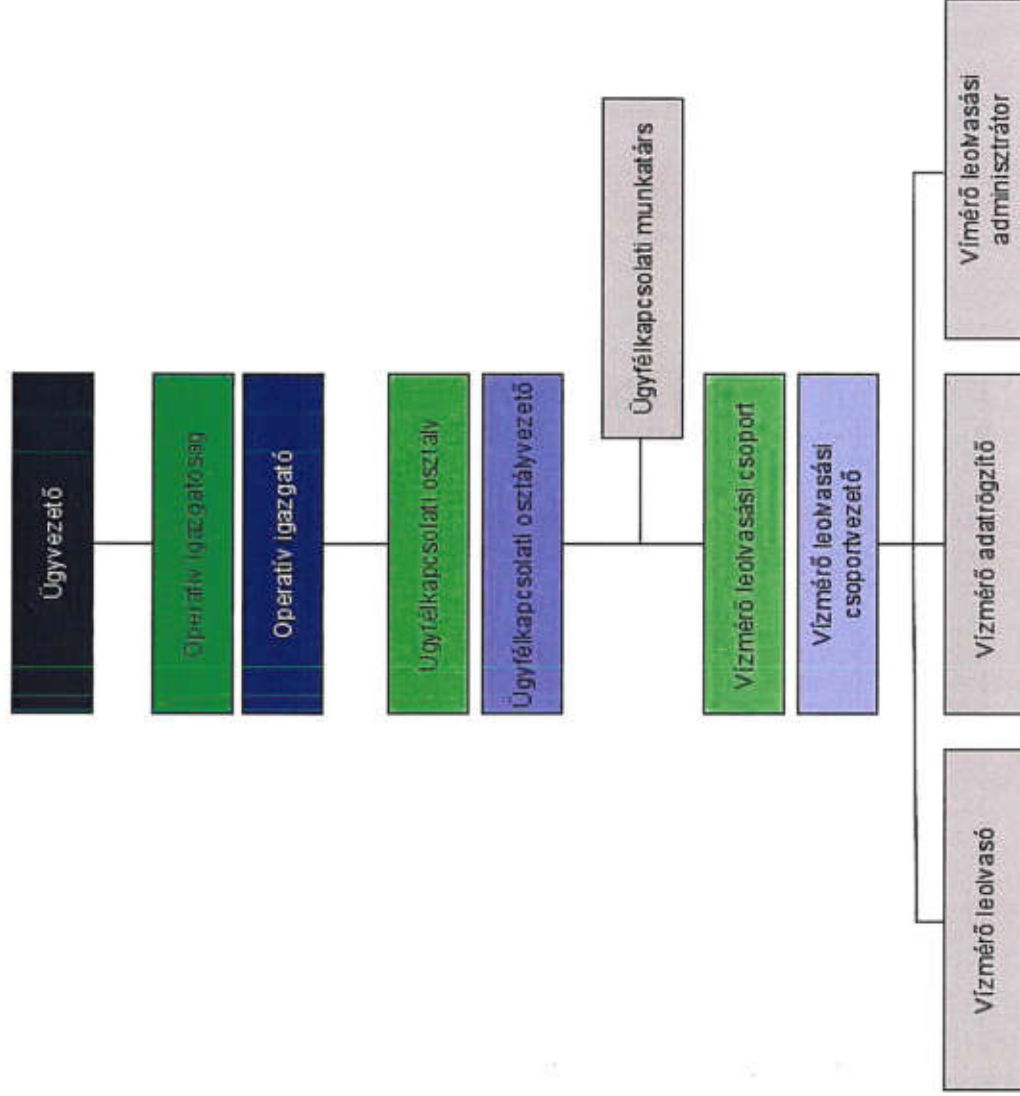 Ügyvezető
Operatív igazgatóság
Operatív igazgató
Ügyfélkapcsolati osztály
Ügyfélkapcsolati osztályvezető
Ügyfélkapcsolati munkatárs
Vízmérő leolvasási csoport
Vízmérő leolvasási
csoportvezető
Vízmérő leolvasó
Vízmérő adatrögzítő
Vímérő leolvasási
adminisztrátor